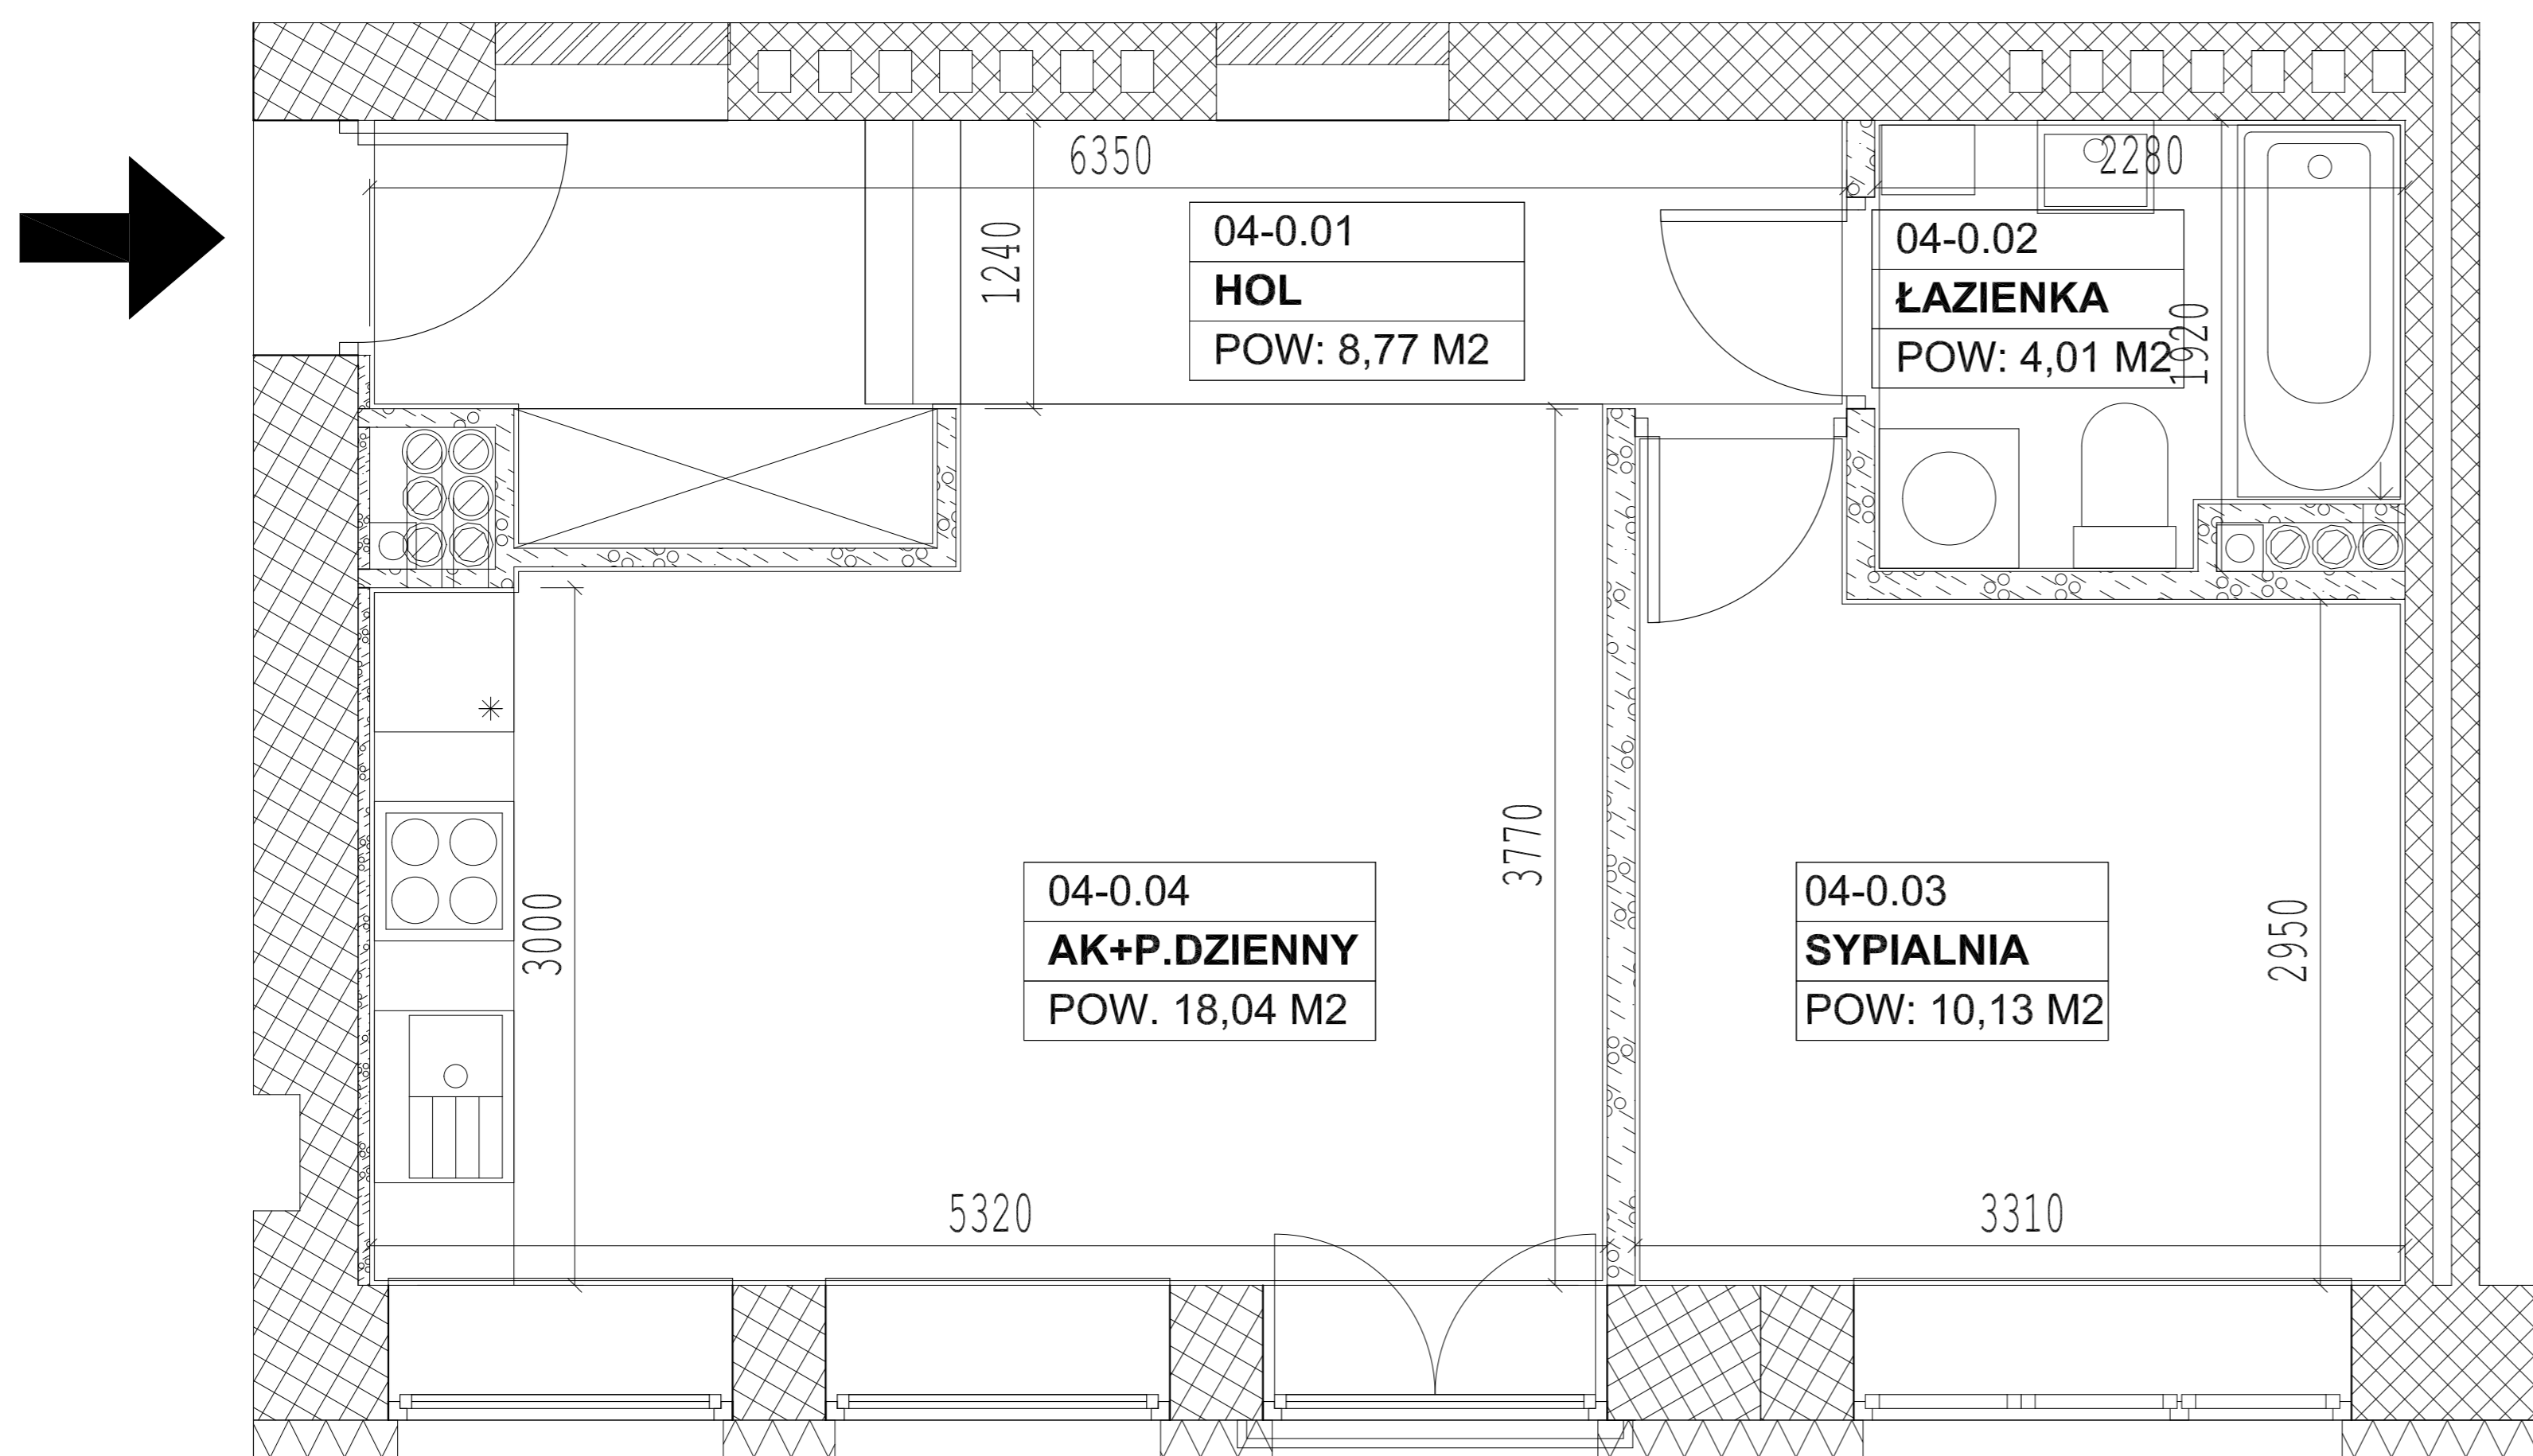 6350
2280
1240
04-0.01
HOL
POW: 8,77 M2
04-0.02
ŁAZIENKA
POW: 4,01 M2
1920
3770
3000
04-0.04
AK+P.DZIENNY
POW. 18,04 M2
04-0.03
SYPIALNIA
POW: 10,13 M2
2950
5320
3310